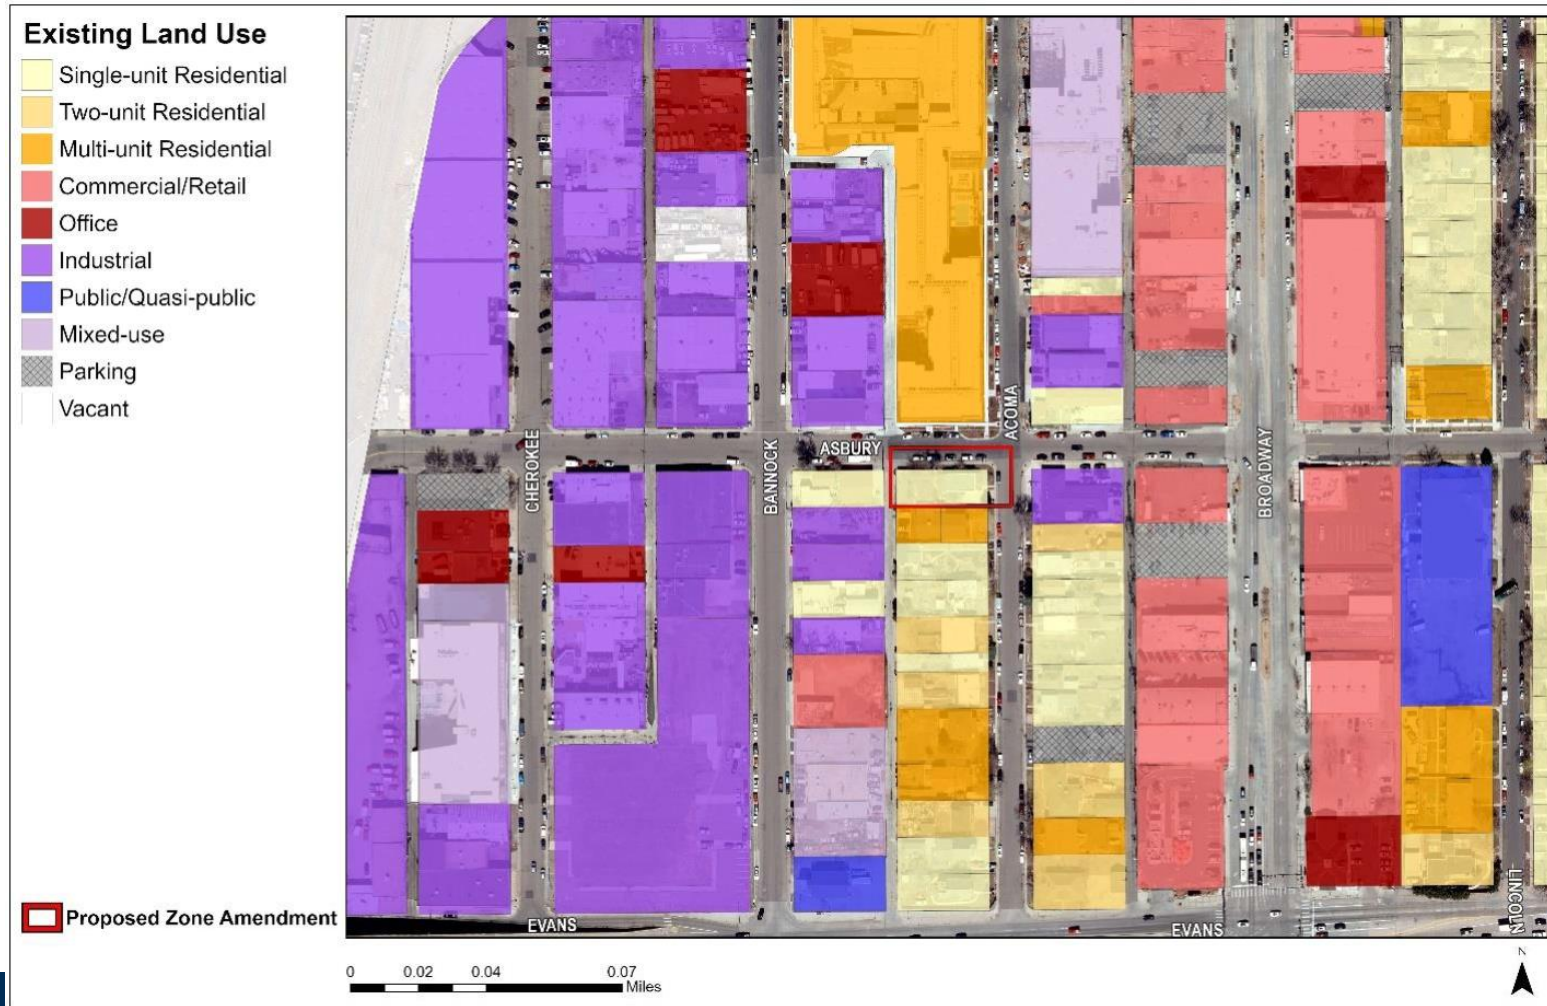 Existing Land Use
Single-unit Residential
Two-unit Residential
Multi-unit Residential
Commercial/Retail
Office
Industrial
Public/Quasi-public
Mixed-use
Parking
Vacant
Proposed Zone Amendment
ASBURY
ACOMA
CHEROKEE
BANNOCK
BROADWAY
LINCOLN
EVANS
EVANS
0 0.02 0.04 0.07
Miles
N